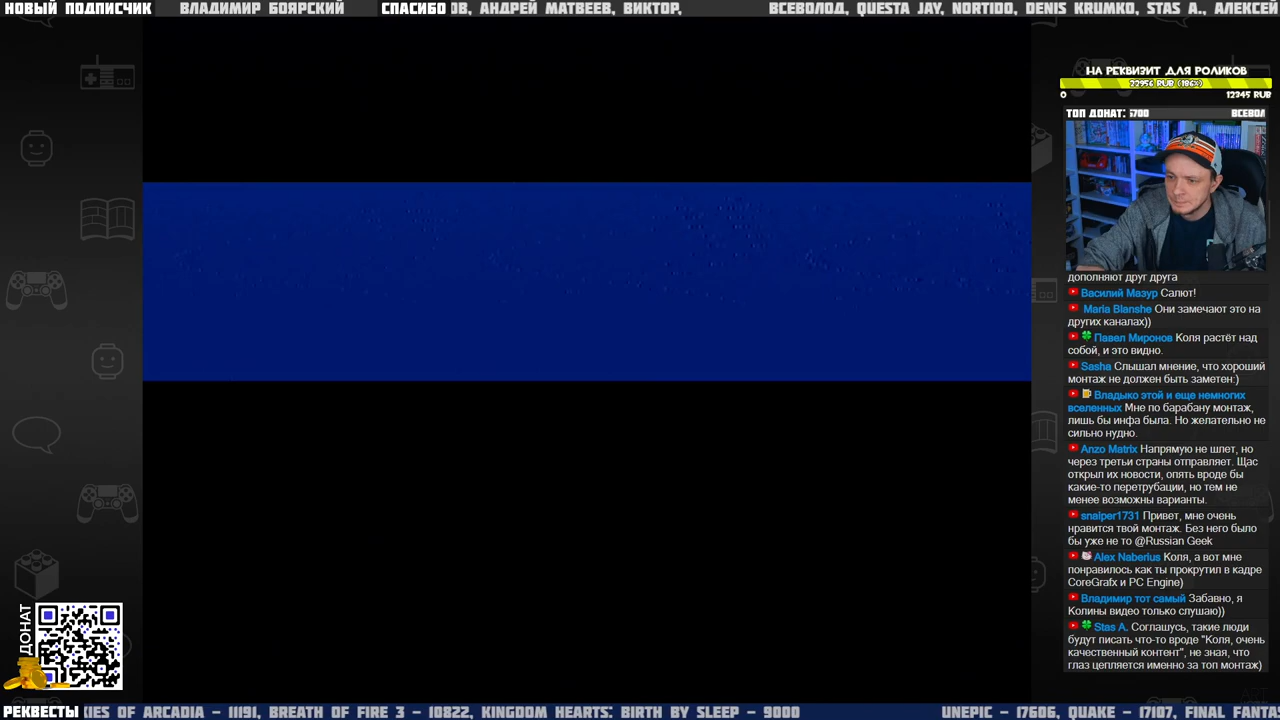 НОВЫЙ ПОДПИСЧИК ВЛАДИМИР БОЯРСКИЙ СПАСИБО ОВ, АНДРЕЙ МАТВЕЕВ, ВИКТОР, ВСЕВОЛОД, QUESTA JAY, NORTIDO, DENIS KRUMKO, STAS A., АЛЕКСЕЙ
НА РЕКВИЗИТ ДЛЯ РОЛИКОВ
22956 RUB (186%)
0 12345 RUB
ТОП ДОНАТ: 5700 ВСЕВОЛ
дополняют друг друга
Василий Мазур Салют!
Maria Blanshe Они замечают это на
других каналах))
Павел Миронов Коля растёт над
собой, и это видно.
Sasha Слышал мнение, что хороший
монтаж не должен быть заметен:)
Владыко этой и еще немногих
вселенных Мне по барабану монтаж,
лишь бы инфа была. Но желательно не
сильно нудно.
Anzo Matrix Напрямую не шлет, но
через третьи страны отправляет. Щас
открыл их новости, опять вроде бы
какие-то перетрубации, но тем не
менее возможны варианты.
snaiper1731 Привет, мне очень
нравится твой монтаж. Без него было
бы уже не то @Russian Geek
Alex Naberius Коля, а вот мне
понравилось как ты прокрутил в кадре
CoreGrafx и PC Engine)
Владимир тот самый Забавно, я
Колины видео только слушаю))
Stas A. Соглашусь, такие люди
будут писать что-то вроде "Коля, очень
качественный контент", не зная, что
глаз цепляется именно за топ монтаж)
ДОНАТ
РЕКВЕСТЫ KIES OF ARCADIA - 11191, BREATH OF FIRE 3 - 10822, KINGDOM HEARTS: BIRTH BY SLEEP - 9000 UNEPIC - 17606, QUAKE - 17107, FINAL FANTA